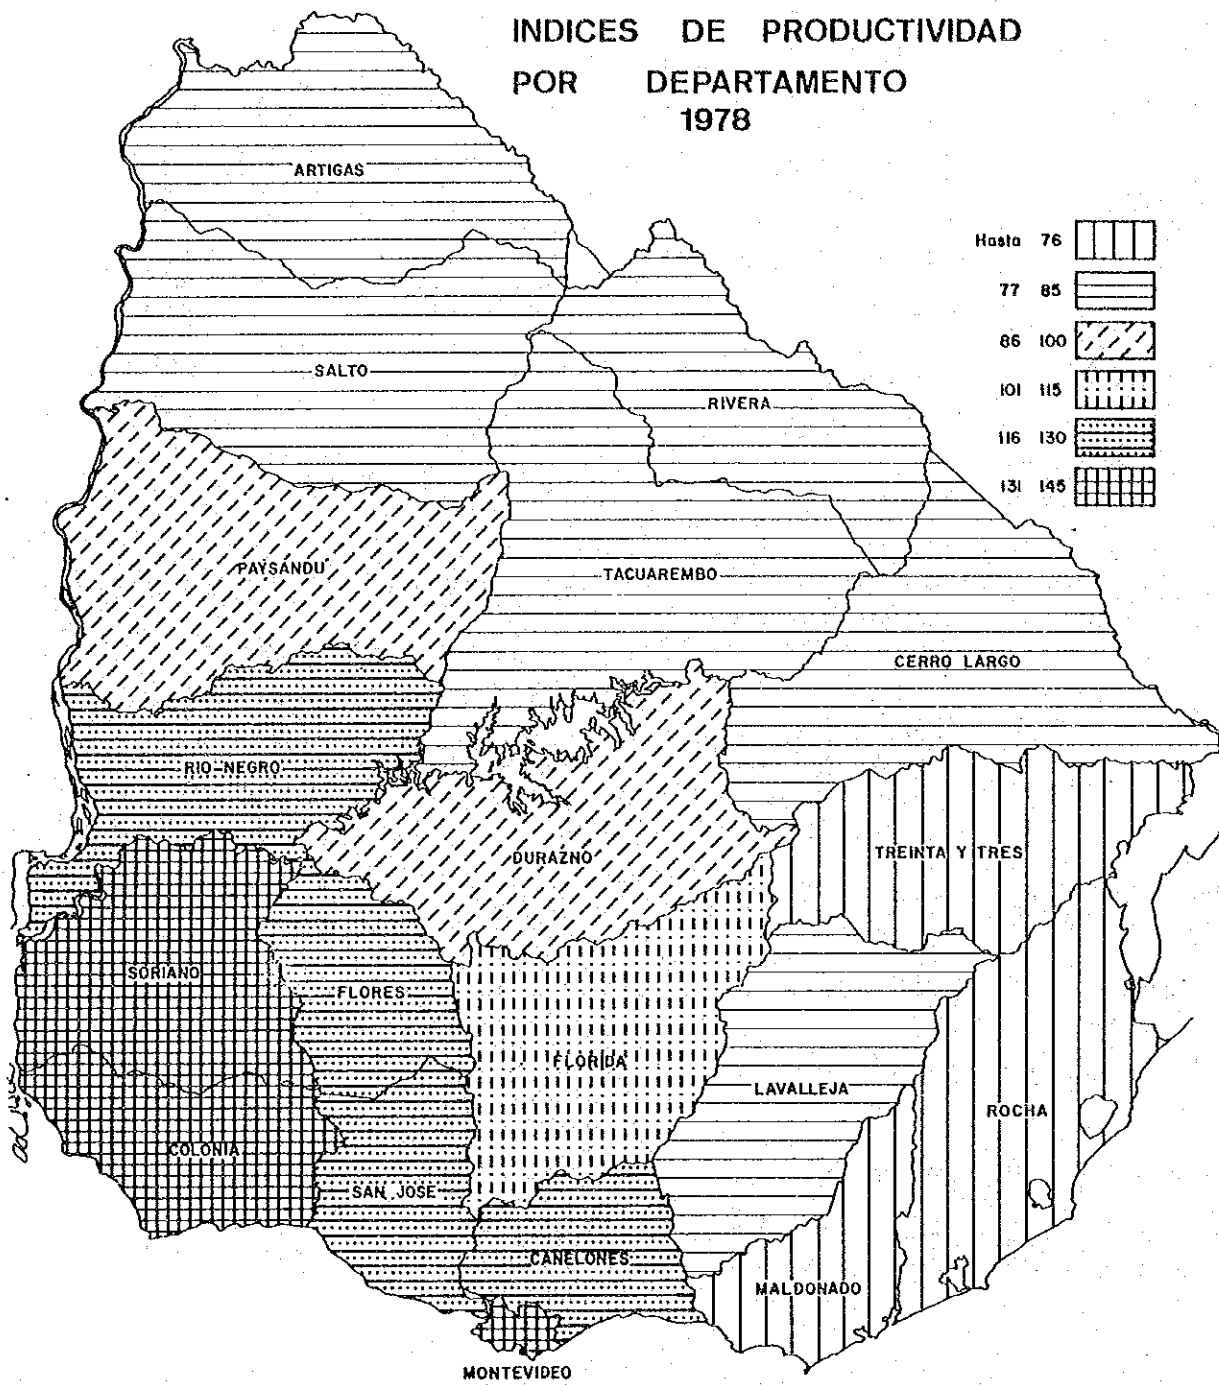 INDICES DE PRODUCTIVIDAD
POR DEPARTAMENTO
1978
ARTIGAS
Hasta 76
77 85
86 100
101 115
116 130
131 145
SALTO
RIVERA
PAYSANDU
TACUAREMBO
CERRO LARGO
RIO NEGRO
DURAZNO
TREINTA Y TRES
SORIANO
FLORES
FLORIDA
LAVALLEJA
ROCHA
COLONIA
SAN JOSE
CANELONES
MALDONADO
MONTEVIDEO